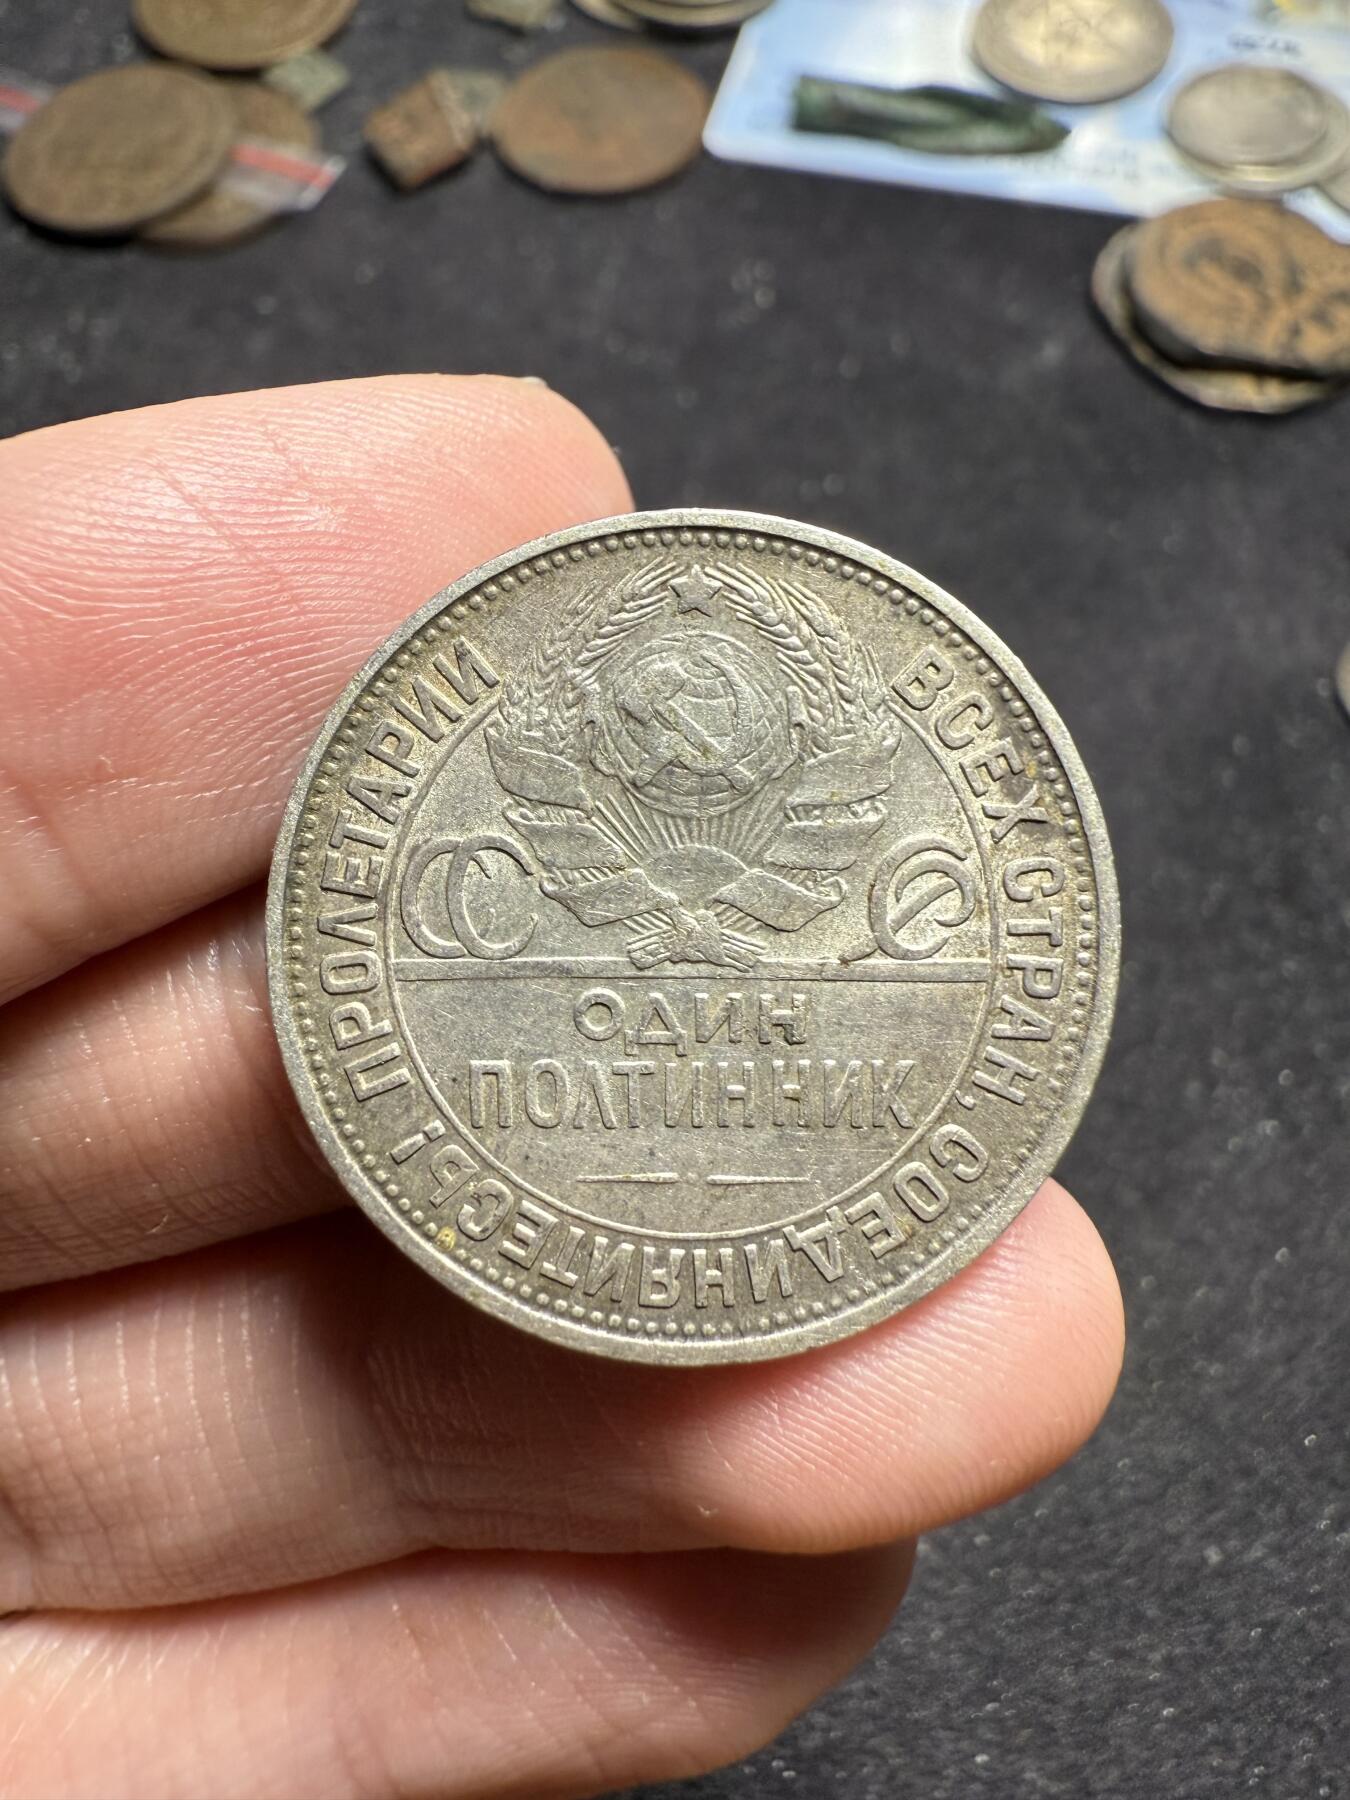 ПРОЛЕТАРИИ ВСЕХ СТРАН, СОЕДИНЯЙТЕСЬ!
СС СР
ОДИН
ПОЛТИННИК